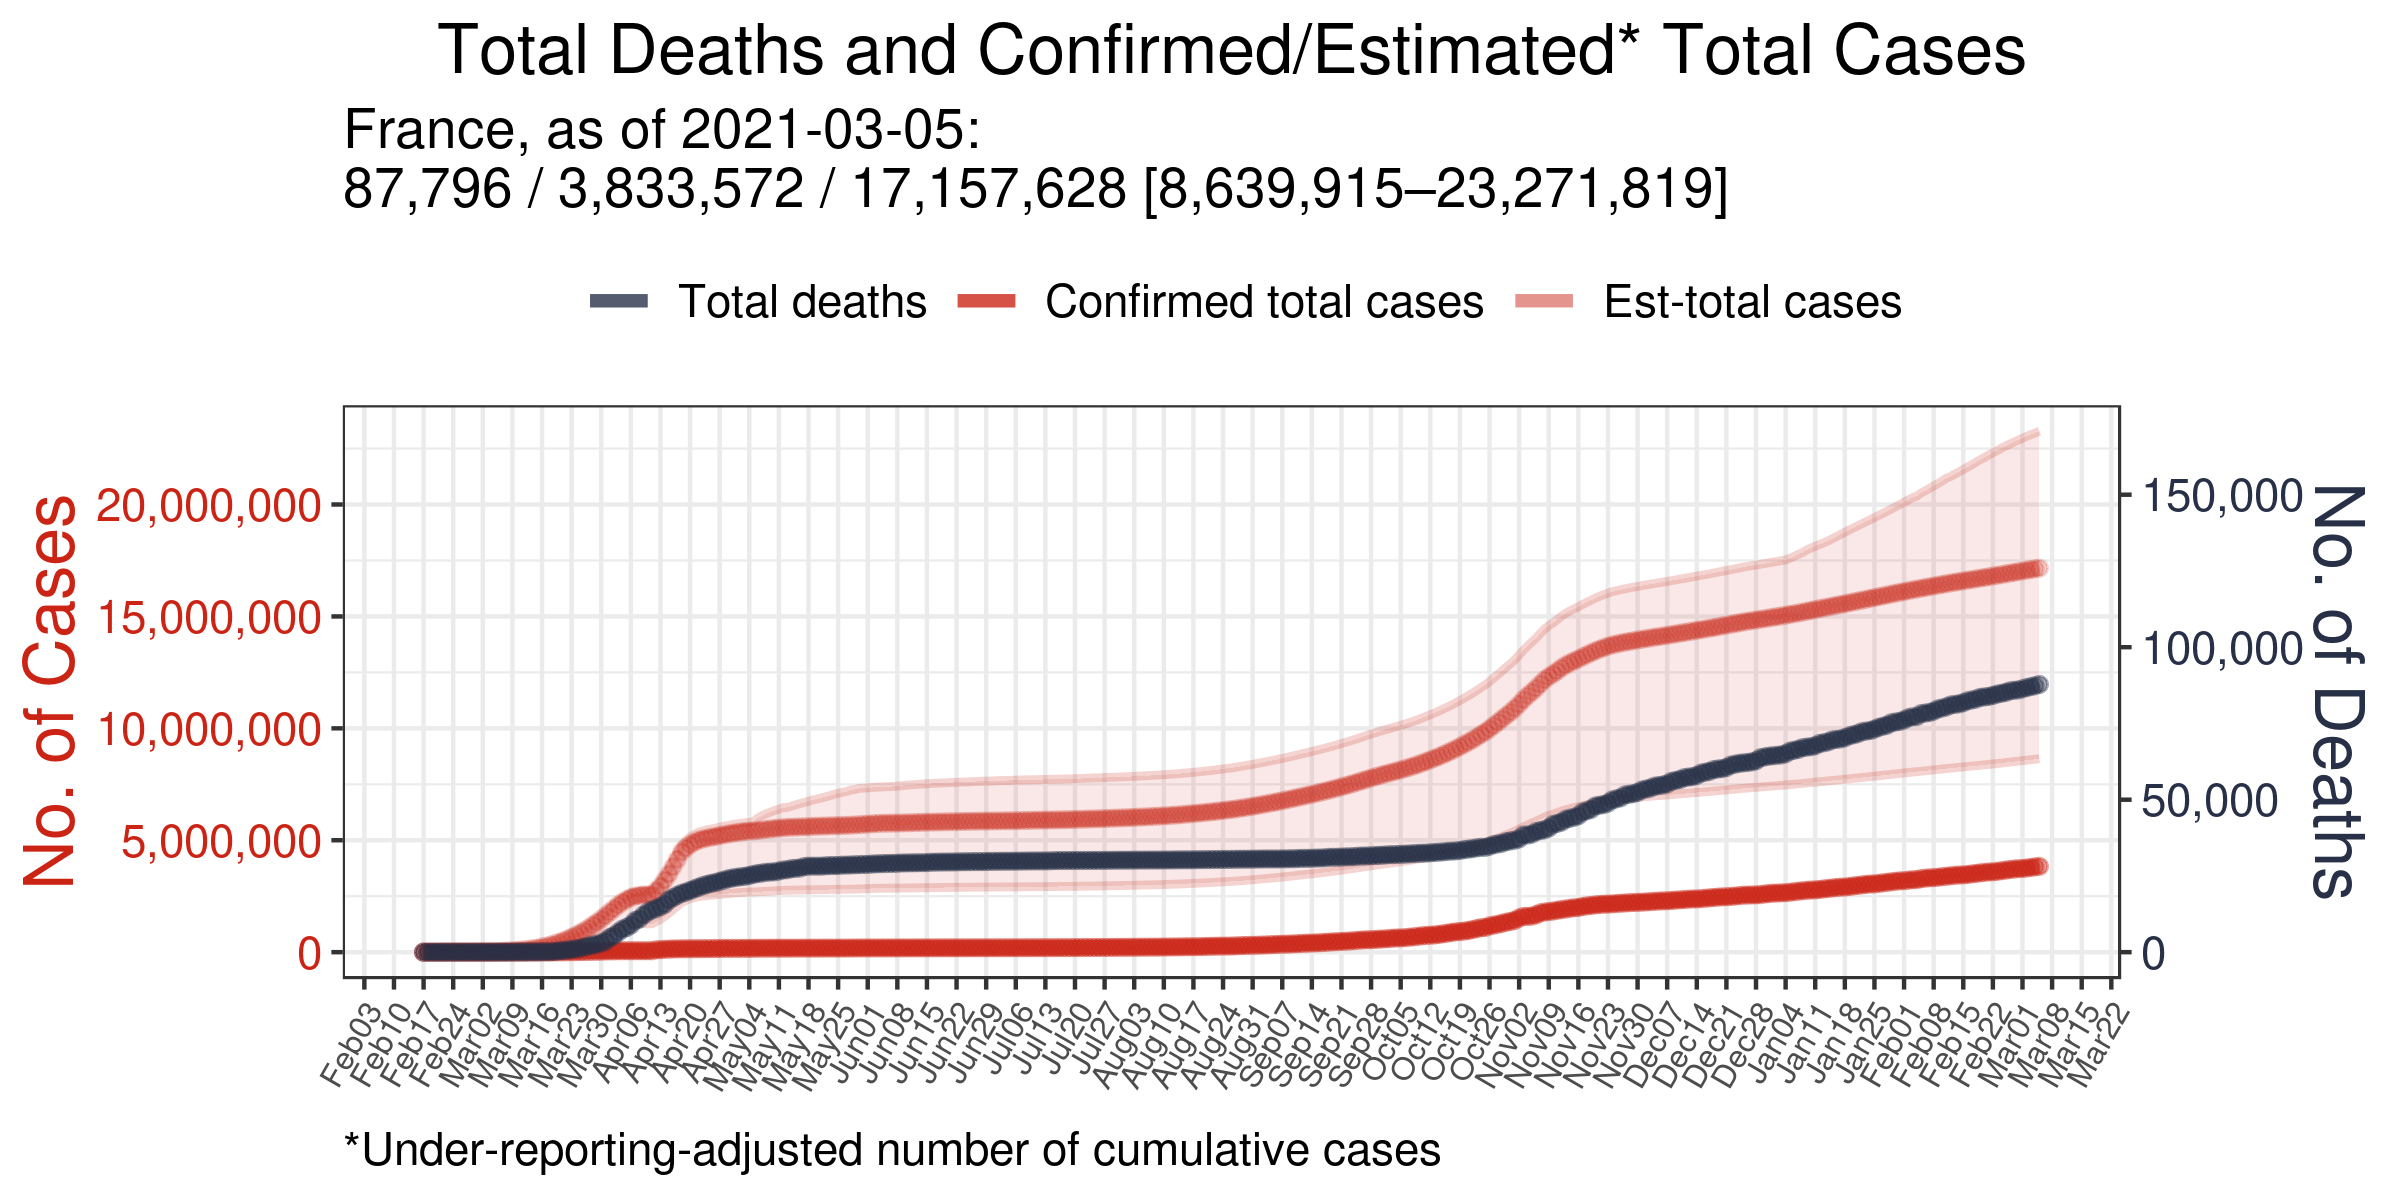 Total Deaths and Confirmed/Estimated* Total Cases
France, as of 2021-03-05:
87,796 / 3,833,572 / 17,157,628 [8,639,915–23,271,819]
Total deaths
Confirmed total cases
Est-total cases
No. of Cases
20,000,000
15,000,000
10,000,000
5,000,000
0
150,000
100,000
50,000
0
No. of Deaths
Feb03
Feb10
Feb17
Feb24
Mar02
Mar09
Mar16
Mar23
Mar30
Apr06
Apr13
Apr20
Apr27
May04
May11
May18
May25
Jun01
Jun08
Jun15
Jun22
Jun29
Jul06
Jul13
Jul20
Jul27
Aug03
Aug10
Aug17
Aug24
Aug31
Sep07
Sep14
Sep21
Sep28
Oct05
Oct12
Oct19
Oct26
Nov02
Nov09
Nov16
Nov23
Nov30
Dec07
Dec14
Dec21
Dec28
Jan04
Jan11
Jan18
Jan25
Feb01
Feb08
Feb15
Feb22
Mar01
Mar08
Mar15
Mar22
*Under-reporting-adjusted number of cumulative cases